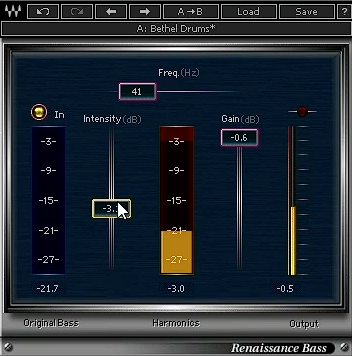 A→B Load Save ?
A: Bethel Drums*
Freq.(Hz)
41
In Intensity(dB) Gain(dB)
-0.6
-3- -3-
-9- -9-
-15- -15-
-21- -21-
-27- -27-
-21.7 -3.0 -0.5
Original Bass Harmonics Output
Renaissance Bass